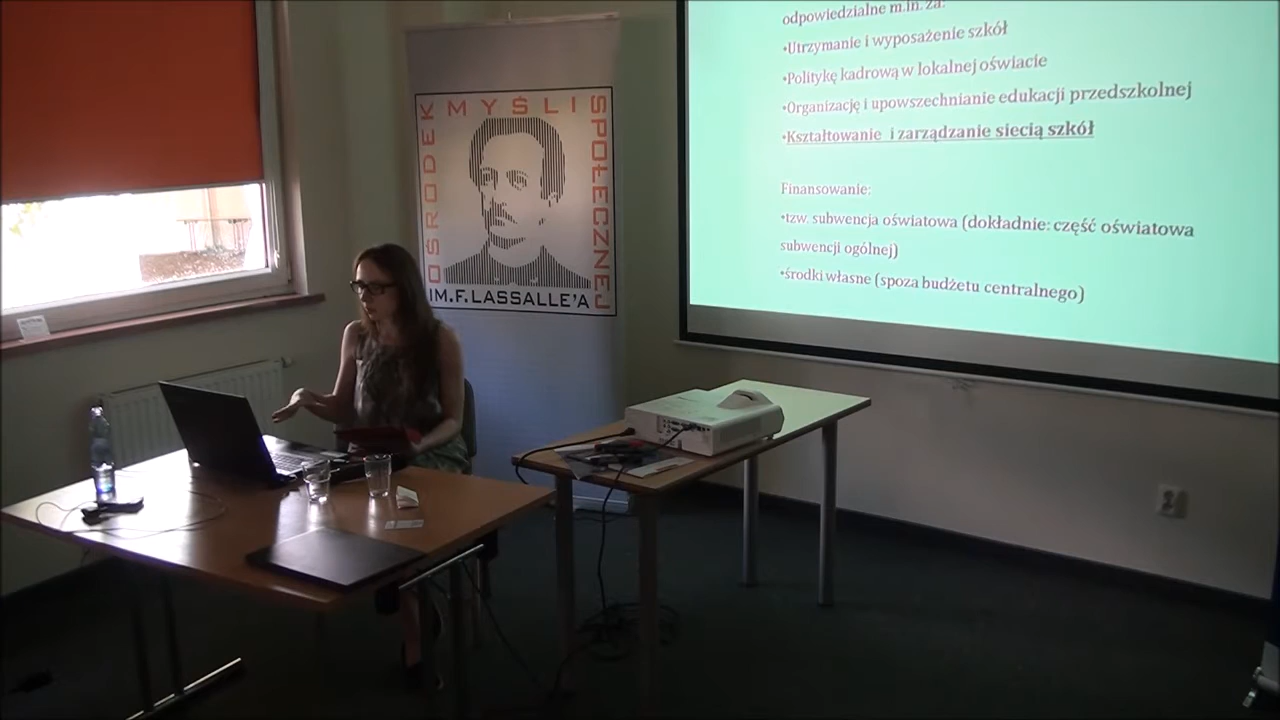 OŚRODEK MYŚLI SPOŁECZNEJ
IM.F.LASSALLE'A
odpowiedzialne m.in. za:
•Utrzymanie i wyposażenie szkół
•Politykę kadrową w lokalnej oświacie
•Organizację i upowszechnianie edukacji przedszkolnej
•Kształtowanie i zarządzanie siecią szkół
Finansowanie:
•tzw. subwencja oświatowa (dokładnie: część oświatowa
subwencji ogólnej)
•środki własne (spoza budżetu centralnego)